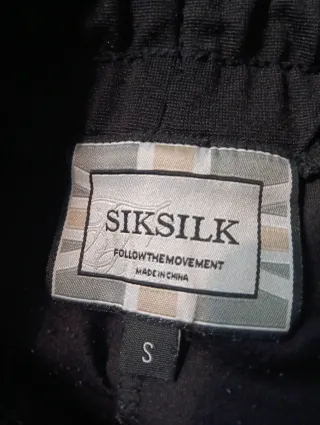 SIKSILK
FOLLOWTHEMOVEMENT
MADE IN CHINA
S